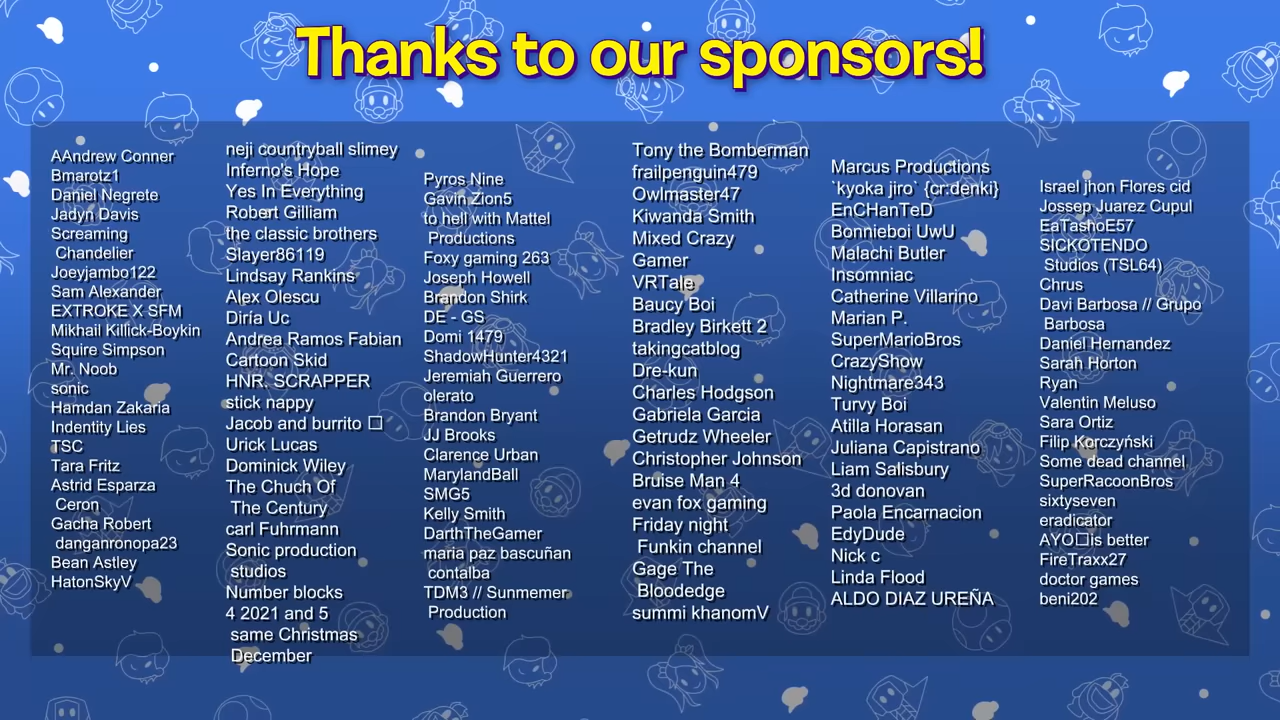 Thanks to our sponsors!
AAndrew Conner
Bmarotz1
Daniel Negrete
Jadyn Davis
Screaming
Chandelier
Joeyjambo122
Sam Alexander
EXTROKE X SFM
Mikhail Killick-Boykin
Squire Simpson
Mr. Noob
sonic
Hamdan Zakaria
Indentity Lies
TSC
Tara Fritz
Astrid Esparza
Ceron
Gacha Robert
danganronopa23
Bean Astley
HatonSkyV
neji countryball slimey
Inferno's Hope
Yes In Everything
Robert Gilliam
the classic brothers
Slayer86119
Lindsay Rankins
Alex Olescu
Diría Uc
Andrea Ramos Fabian
Cartoon Skid
HNR. SCRAPPER
stick nappy
Jacob and burrito □
Urick Lucas
Dominick Wiley
The Chuch Of
The Century
carl Fuhrmann
Sonic production
studios
Number blocks
4 2021 and 5
same Christmas
December
Pyros Nine
Gavin Zion5
to hell with Mattel
Productions
Foxy gaming 263
Joseph Howell
Brandon Shirk
DE - GS
Domi 1479
ShadowHunter4321
Jeremiah Guerrero
olerato
Brandon Bryant
JJ Brooks
Clarence Urban
MarylandBall
SMG5
Kelly Smith
DarthTheGamer
maria paz bascuñan
contalba
TDM3 // Sunmemer
Production
Tony the Bomberman
frailpenguin479
Owlmaster47
Kiwanda Smith
Mixed Crazy
Gamer
VRTale
Baucy Boi
Bradley Birkett 2
takingcatblog
Dre-kun
Charles Hodgson
Gabriela Garcia
Getrudz Wheeler
Christopher Johnson
Bruise Man 4
evan fox gaming
Friday night
Funkin channel
Gage The
Bloodedge
summi khanomV
Marcus Productions
`kyoka jiro` {cr:denki}
EnCHanTeD
Bonnieboi UwU
Malachi Butler
Insomniac
Catherine Villarino
Marian P.
SuperMarioBros
CrazyShow
Nightmare343
Turvy Boi
Atilla Horasan
Juliana Capistrano
Liam Salisbury
3d donovan
Paola Encarnacion
EdyDude
Nick c
Linda Flood
ALDO DIAZ UREÑA
Israel jhon Flores cid
Jossep Juarez Cupul
EaTashoE57
SICKOTENDO
Studios (TSL64)
Chrus
Davi Barbosa // Grupo
Barbosa
Daniel Hernandez
Sarah Horton
Ryan
Valentin Meluso
Sara Ortiz
Filip Korczyński
Some dead channel
SuperRacoonBros
sixtyseven
eradicator
AYO□is better
FireTraxx27
doctor games
beni202